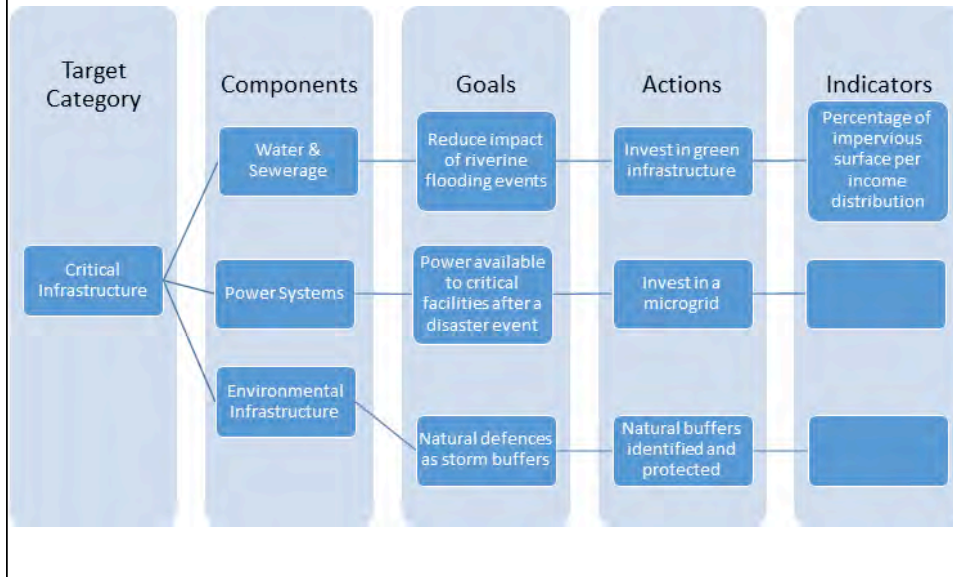 Target
Category
Components
Goals
Actions
Indicators
Water &
Sewerage
Reduce impact
of riverine
flooding events
Invest in green
infrastructure
Percentage of
impervious
surface per
income
distribution
Critical
Infrastructure
Power Systems
Power available
to critical
facilities after a
disaster event
Invest in a
microgrid
Environmental
Infrastructure
Natural defences
as storm buffers
Natural buffers
identified and
protected